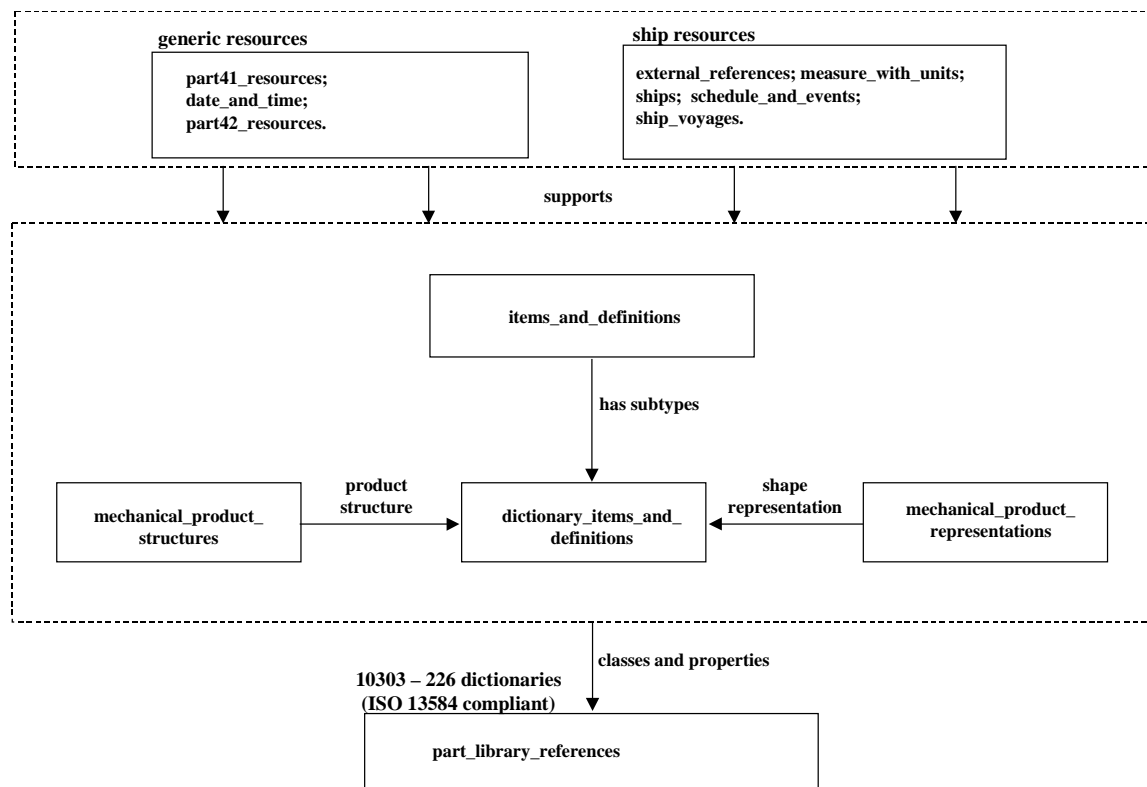 generic resources
part41_resources;
date_and_time;
part42_resources.
ship resources
external_references; measure_with_units;
ships; schedule_and_events;
ship_voyages.
supports
items_and_definitions
has subtypes
mechanical_product_
structures
product
structure
dictionary_items_and_
definitions
shape
representation
mechanical_product_
representations
classes and properties
10303 – 226 dictionaries
(ISO 13584 compliant)
part_library_references